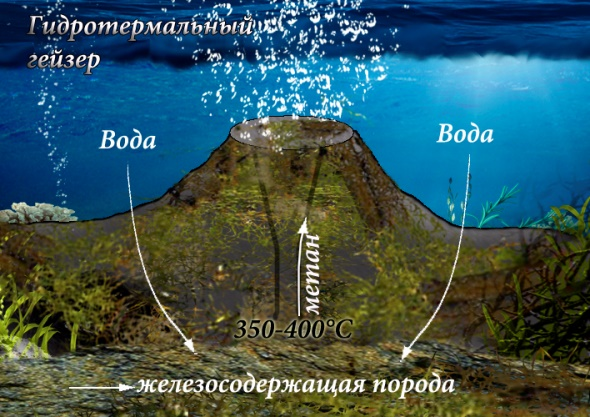 Гидротермальный
гейзер
Вода
Вода
метан
350-400°C
железосодержащая порода